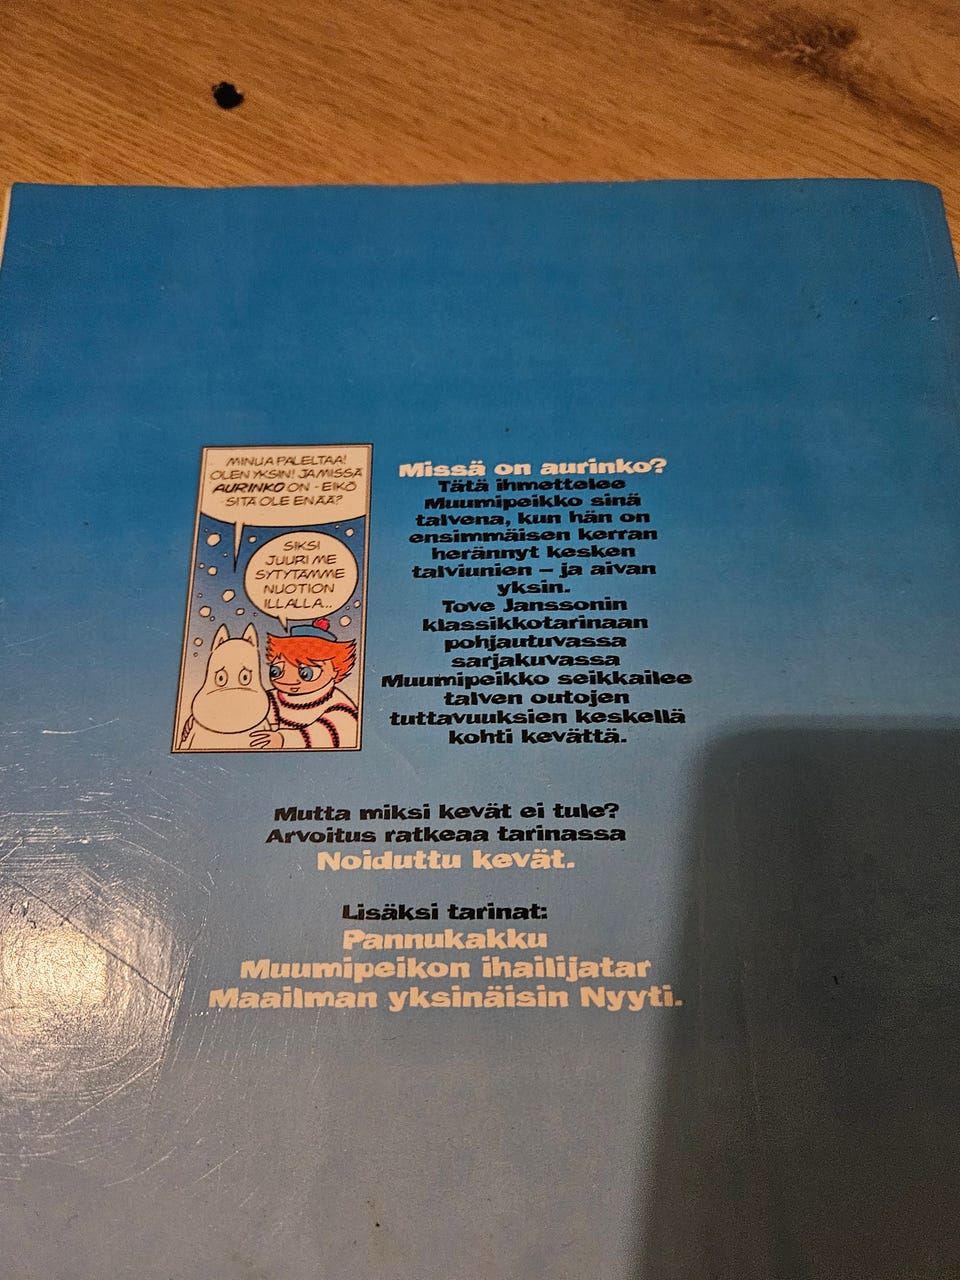 MINUA PALELTAA!
OLEN YKSIN! JA MISSÄ
AURINKO ON - EIKÖ
SITÄ OLE ENÄÄ?
SIKSI
JUURI ME
SYTYTÄMME
NUOTION
ILLALLA...
Missä on aurinko?
Tätä ihmettelee
Muumipeikko sinä
talvena, kun hän on
ensimmäisen kerran
herännyt kesken
talviunien – ja aivan
yksin.
Tove Janssonin
klassikkotarinaan
pohjautuvassa
sarjakuvassa
Muumipeikko seikkailee
talven outojen
tuttavuuksien keskellä
kohti kevättä.
Mutta miksi kevät ei tule?
Arvoitus ratkeaa tarinassa
Noiduttu kevät.
Lisäksi tarinat:
Pannukakku
Muumipeikon ihailijatar
Maailman yksinäisin Nyyti.